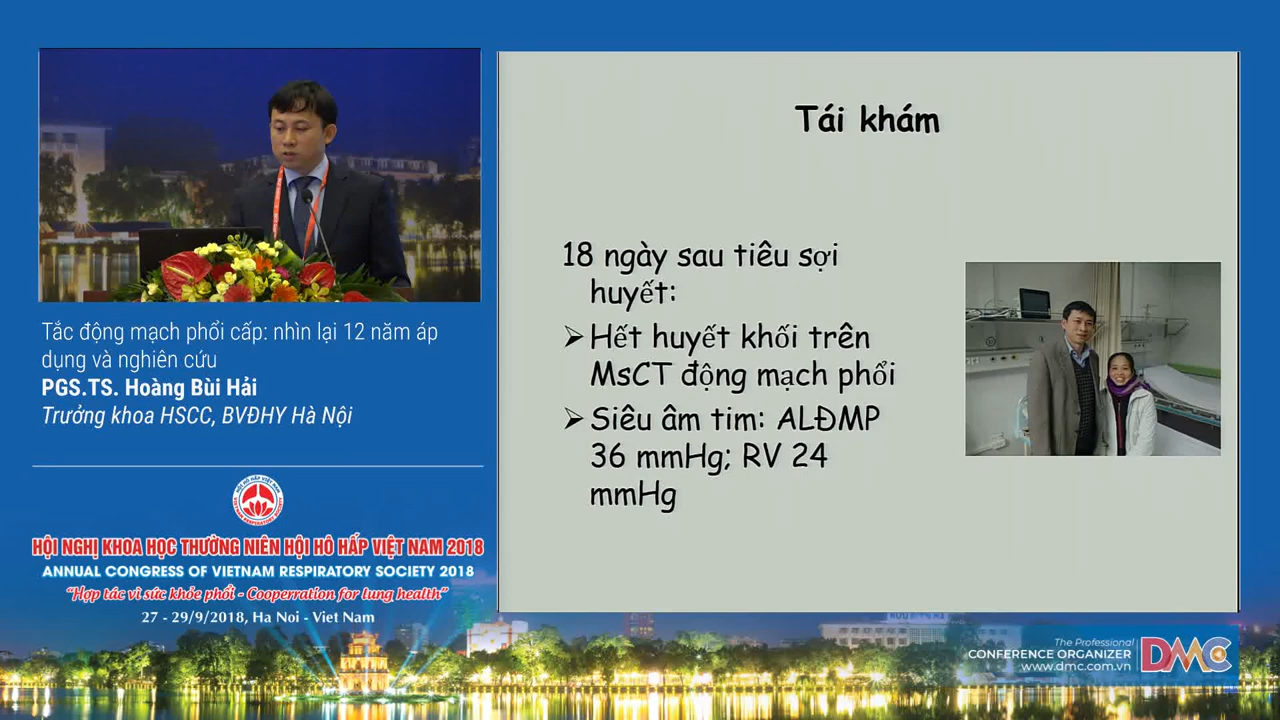 Tắc động mạch phổi cấp: nhìn lại 12 năm áp
dụng và nghiên cứu
PGS.TS. Hoàng Bùi Hải
Trưởng khoa HSCC, BVĐHY Hà Nội
HỘI NGHỊ KHOA HỌC THƯỜNG NIÊN HỘI HÔ HẤP VIỆT NAM 2018
ANNUAL CONGRESS OF VIETNAM RESPIRATORY SOCIETY 2018
“Hợp tác vì sức khỏe phổi - Cooperration for lung health”
27 - 29/9/2018, Ha Noi - Viet Nam
Tái khám
18 ngày sau tiêu sợi
huyết:
➢Hết huyết khối trên
MsCT động mạch phổi
➢Siêu âm tim: ALĐMP
36 mmHg; RV 24
mmHg
The Professional
CONFERENCE ORGANIZER
www.dmc.com.vn
DMC